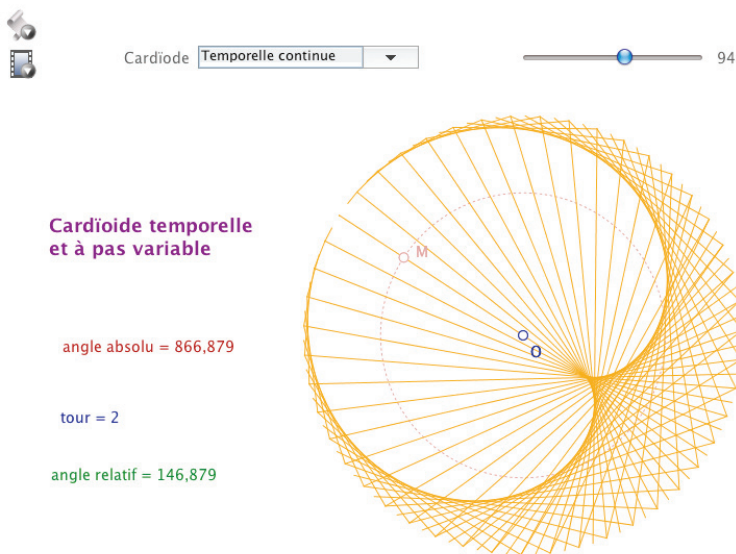 Cardïode Temporelle continue
94
Cardïoide temporelle
et à pas variable
M
O
angle absolu = 866,879
tour = 2
angle relatif = 146,879